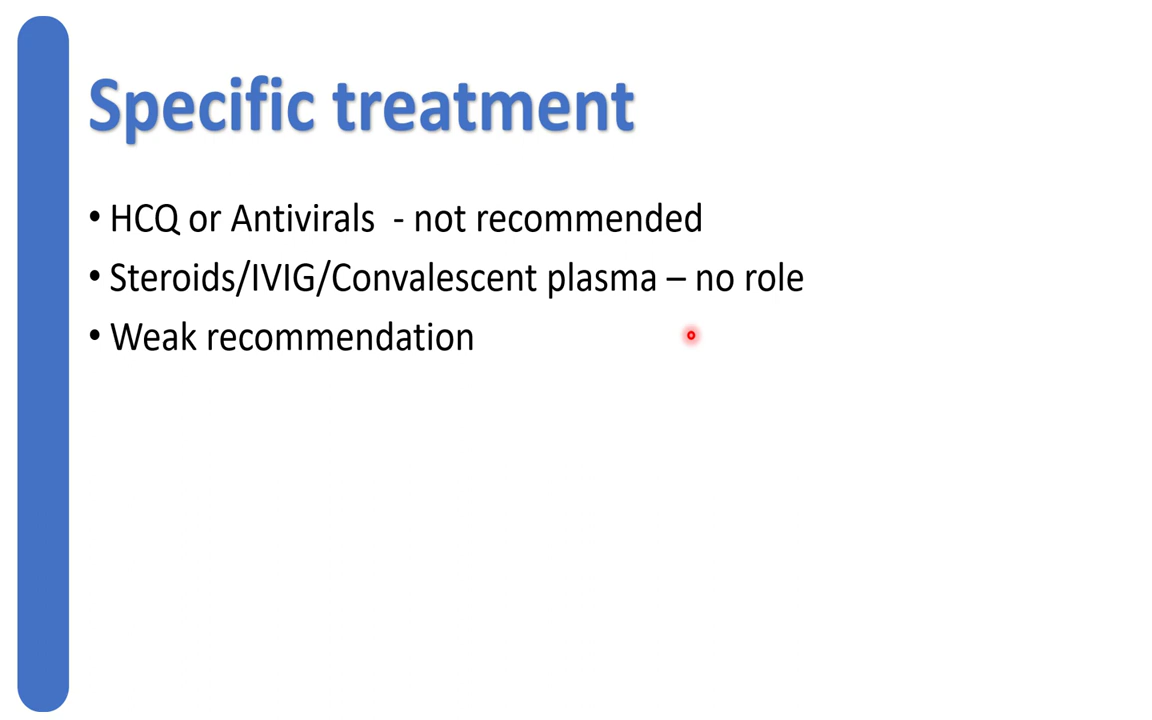 Specific treatment
• HCQ or Antivirals  - not recommended
• Steroids/IVIG/Convalescent plasma – no role
• Weak recommendation